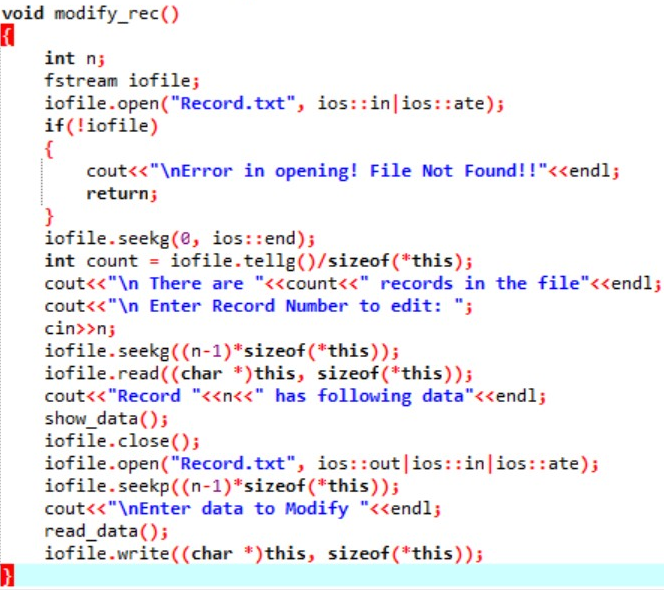 void modify_rec()
{
    int n;
    fstream iofile;
    iofile.open("Record.txt", ios::in|ios::ate);
    if(!iofile)
    {
        cout<<"\nError in opening! File Not Found!!"<<endl;
        return;
    }
    iofile.seekg(0, ios::end);
    int count = iofile.tellg()/sizeof(*this);
    cout<<"\n There are "<<count<<" records in the file"<<endl;
    cout<<"\n Enter Record Number to edit: ";
    cin>>n;
    iofile.seekg((n-1)*sizeof(*this));
    iofile.read((char *)this, sizeof(*this));
    cout<<"Record "<<n<<" has following data"<<endl;
    show_data();
    iofile.close();
    iofile.open("Record.txt", ios::out|ios::in|ios::ate);
    iofile.seekp((n-1)*sizeof(*this));
    cout<<"\nEnter data to Modify "<<endl;
    read_data();
    iofile.write((char *)this, sizeof(*this));
}